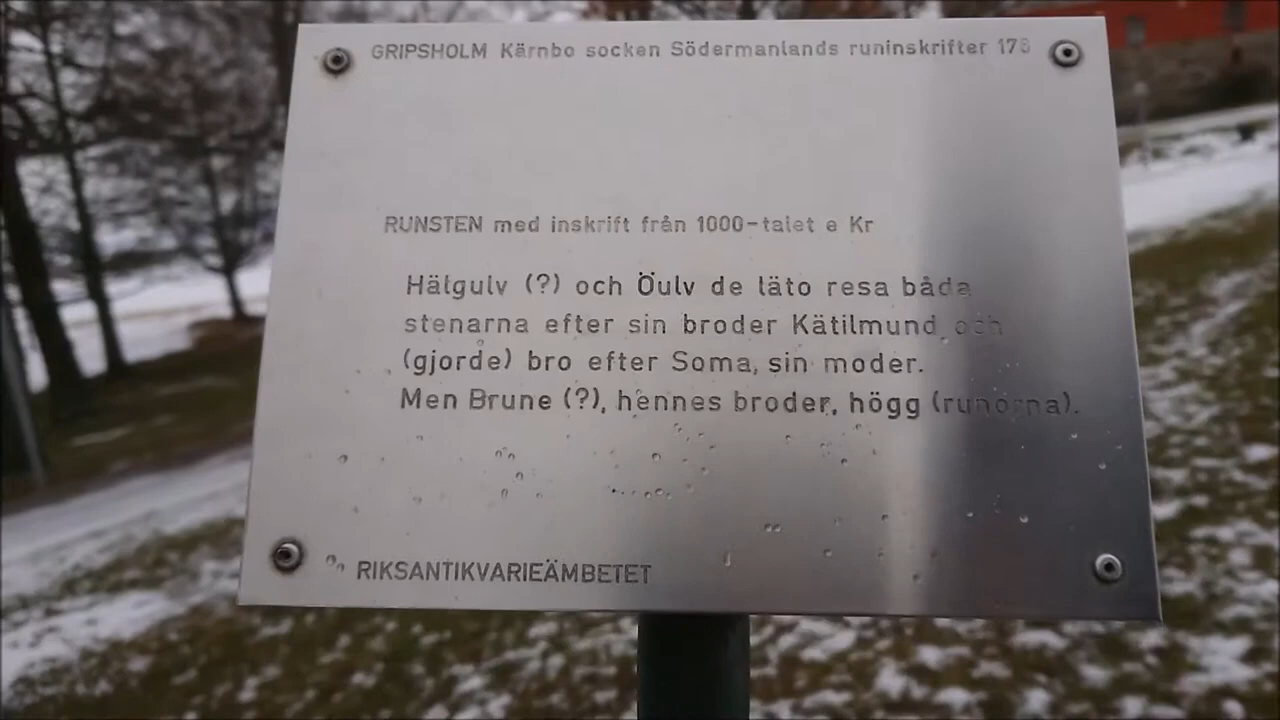 GRIPSHOLM Kärnbo socken Södermanlands runinskrifter 178
RUNSTEN med inskrift från 1000-talet e Kr
Hälgulv (?) och Öulv de läto resa båda
stenarna efter sin broder Kätilmund, och
(gjorde) bro efter Soma, sin moder.
Men Brune (?), hennes broder, högg (runorna).
RIKSANTIKVARIEÄMBETET